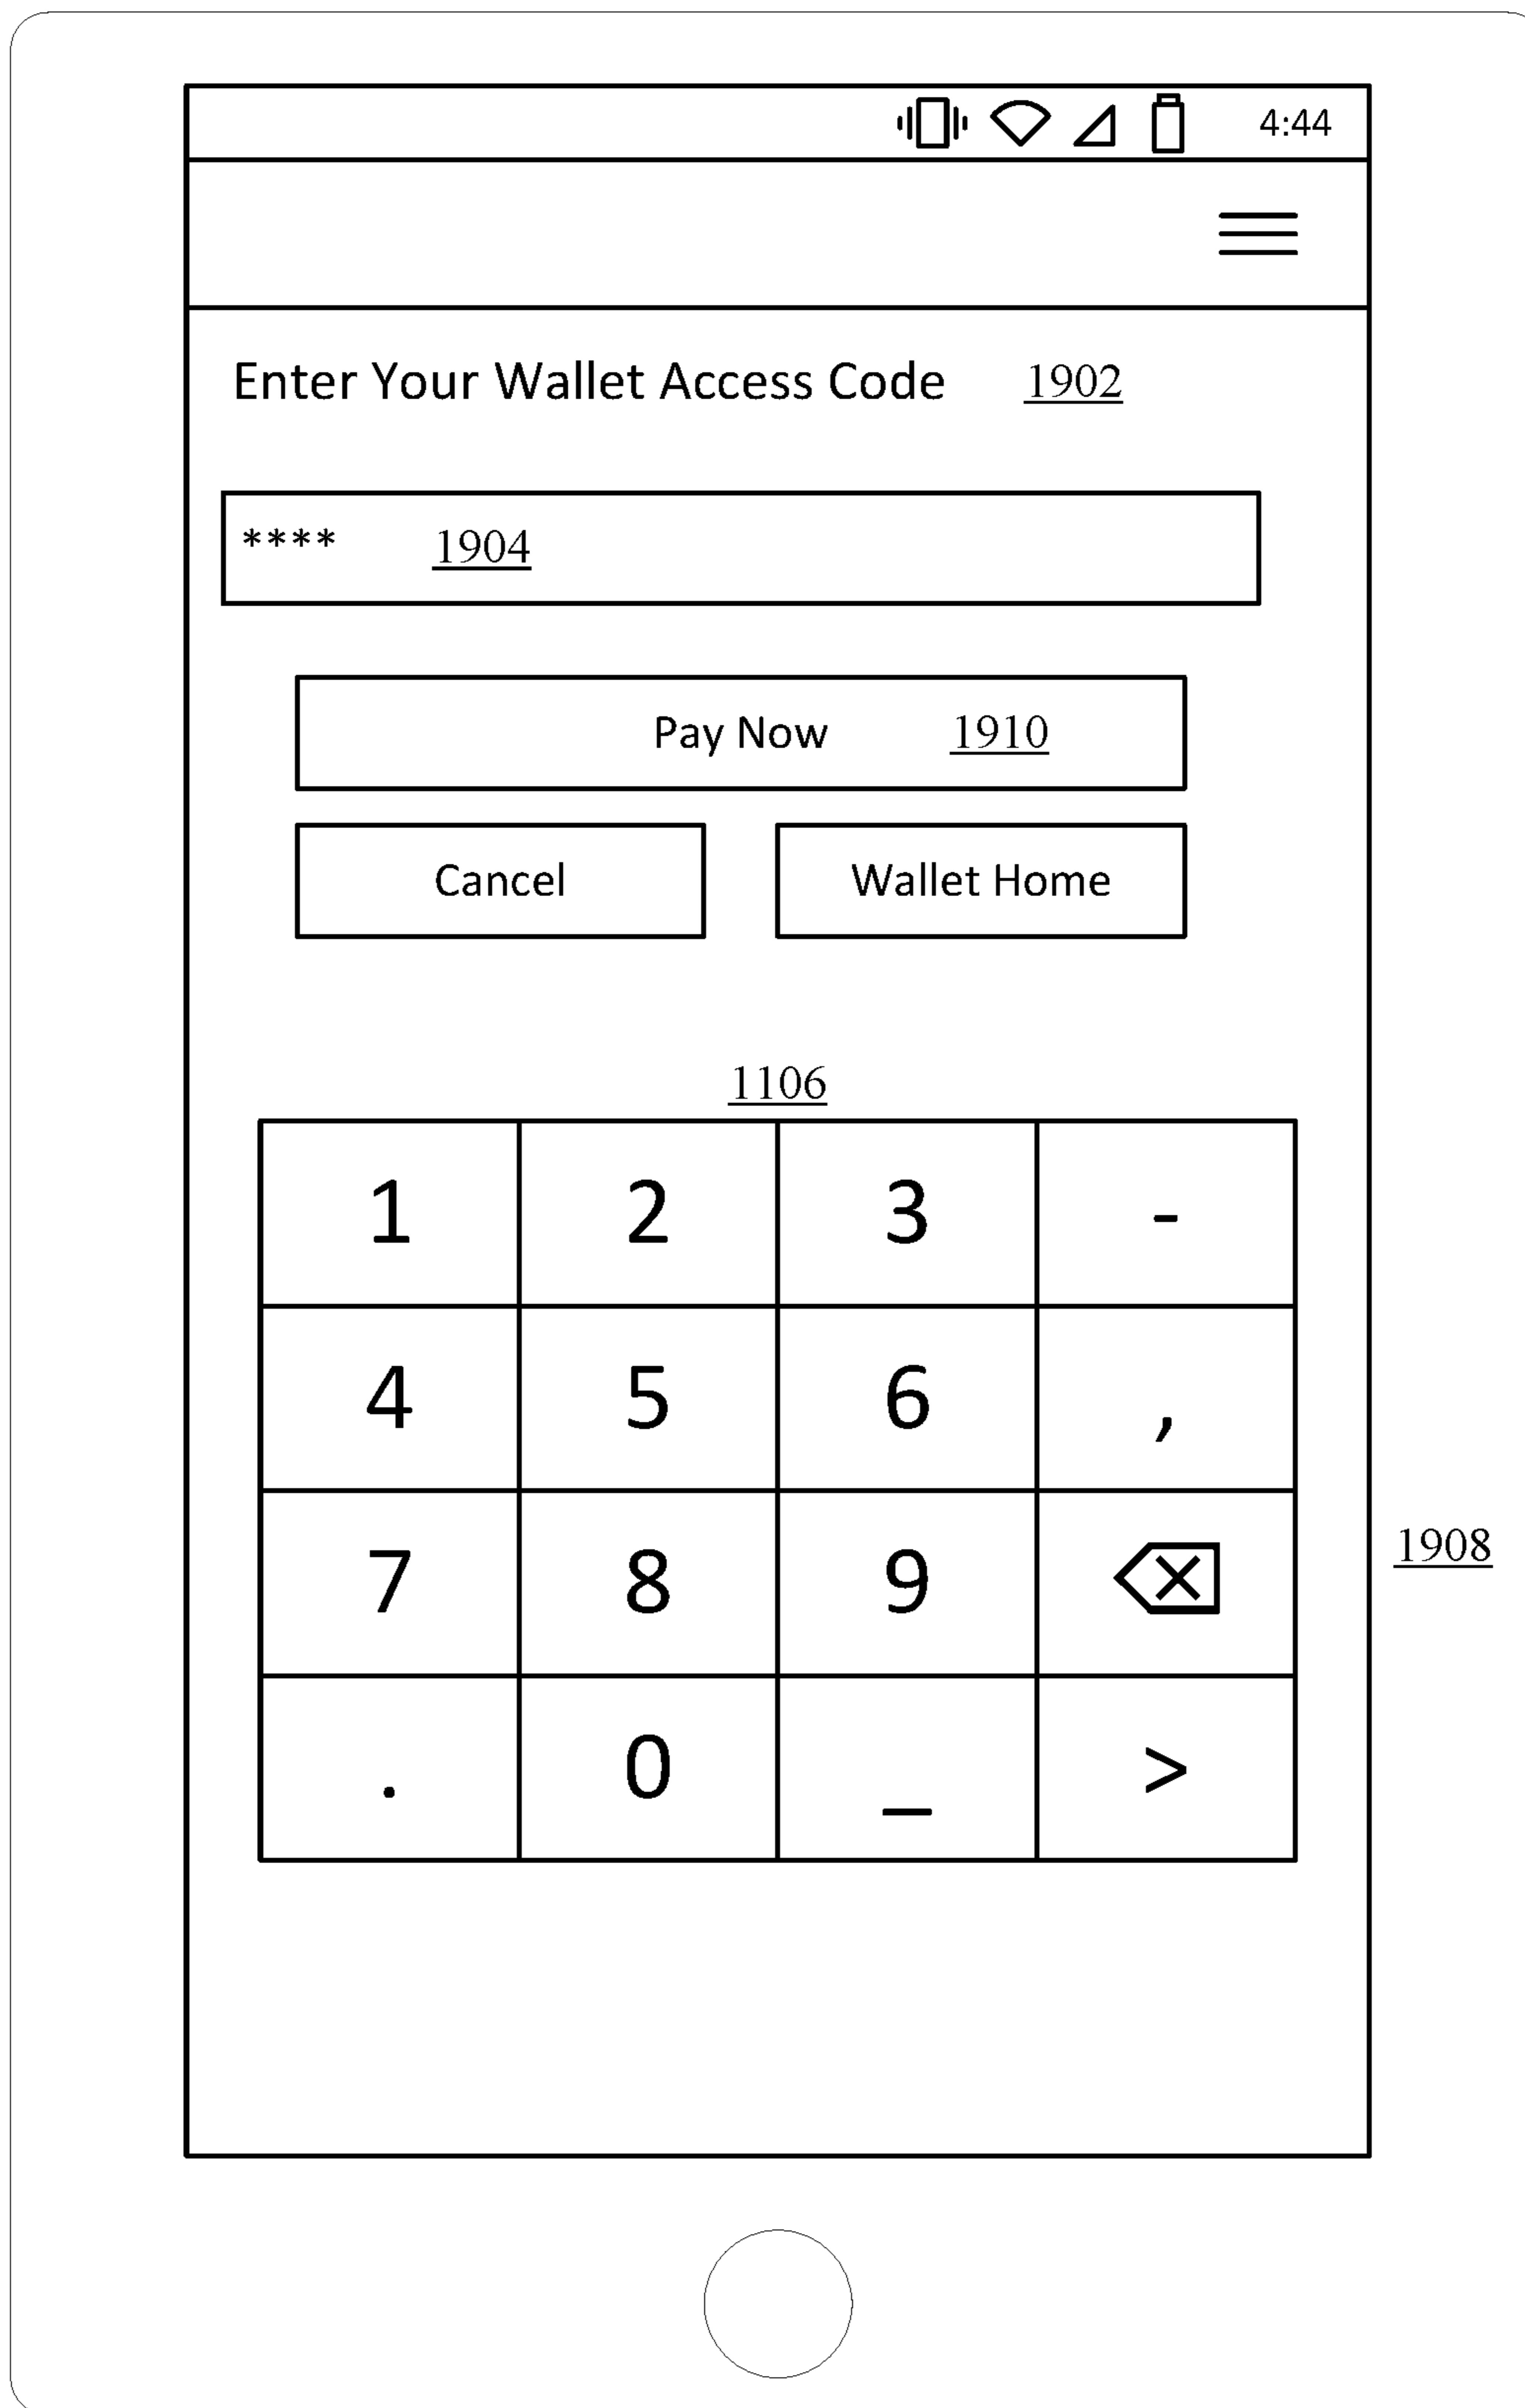 4:44
Enter Your Wallet Access Code 1902
**** 1904
Pay Now 1910
Cancel Wallet Home
1106
1 2 3 -
4 5 6 ,
7 8 9
1908
. 0 _ >